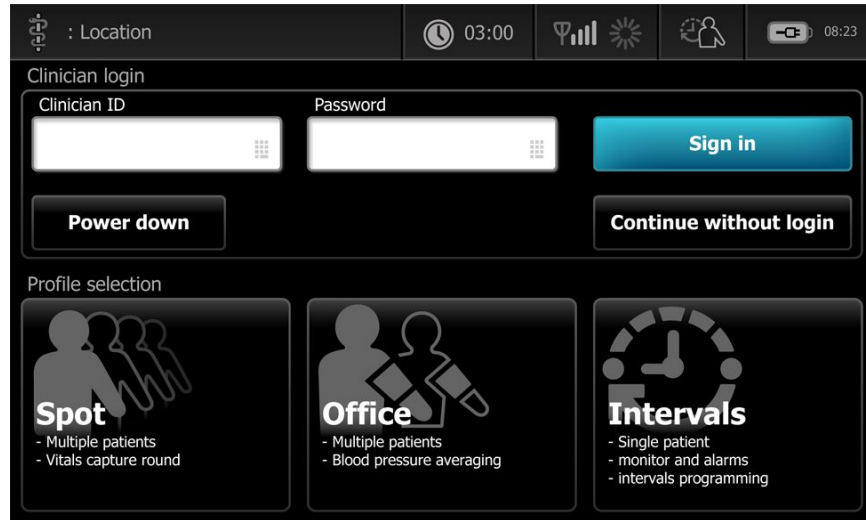 : Location
03:00
08:23
Clinician login
Clinician ID
Password
Sign in
Power down
Continue without login
Profile selection
Spot
- Multiple patients
- Vitals capture round
Office
- Multiple patients
- Blood pressure averaging
Intervals
- Single patient
- monitor and alarms
- intervals programming